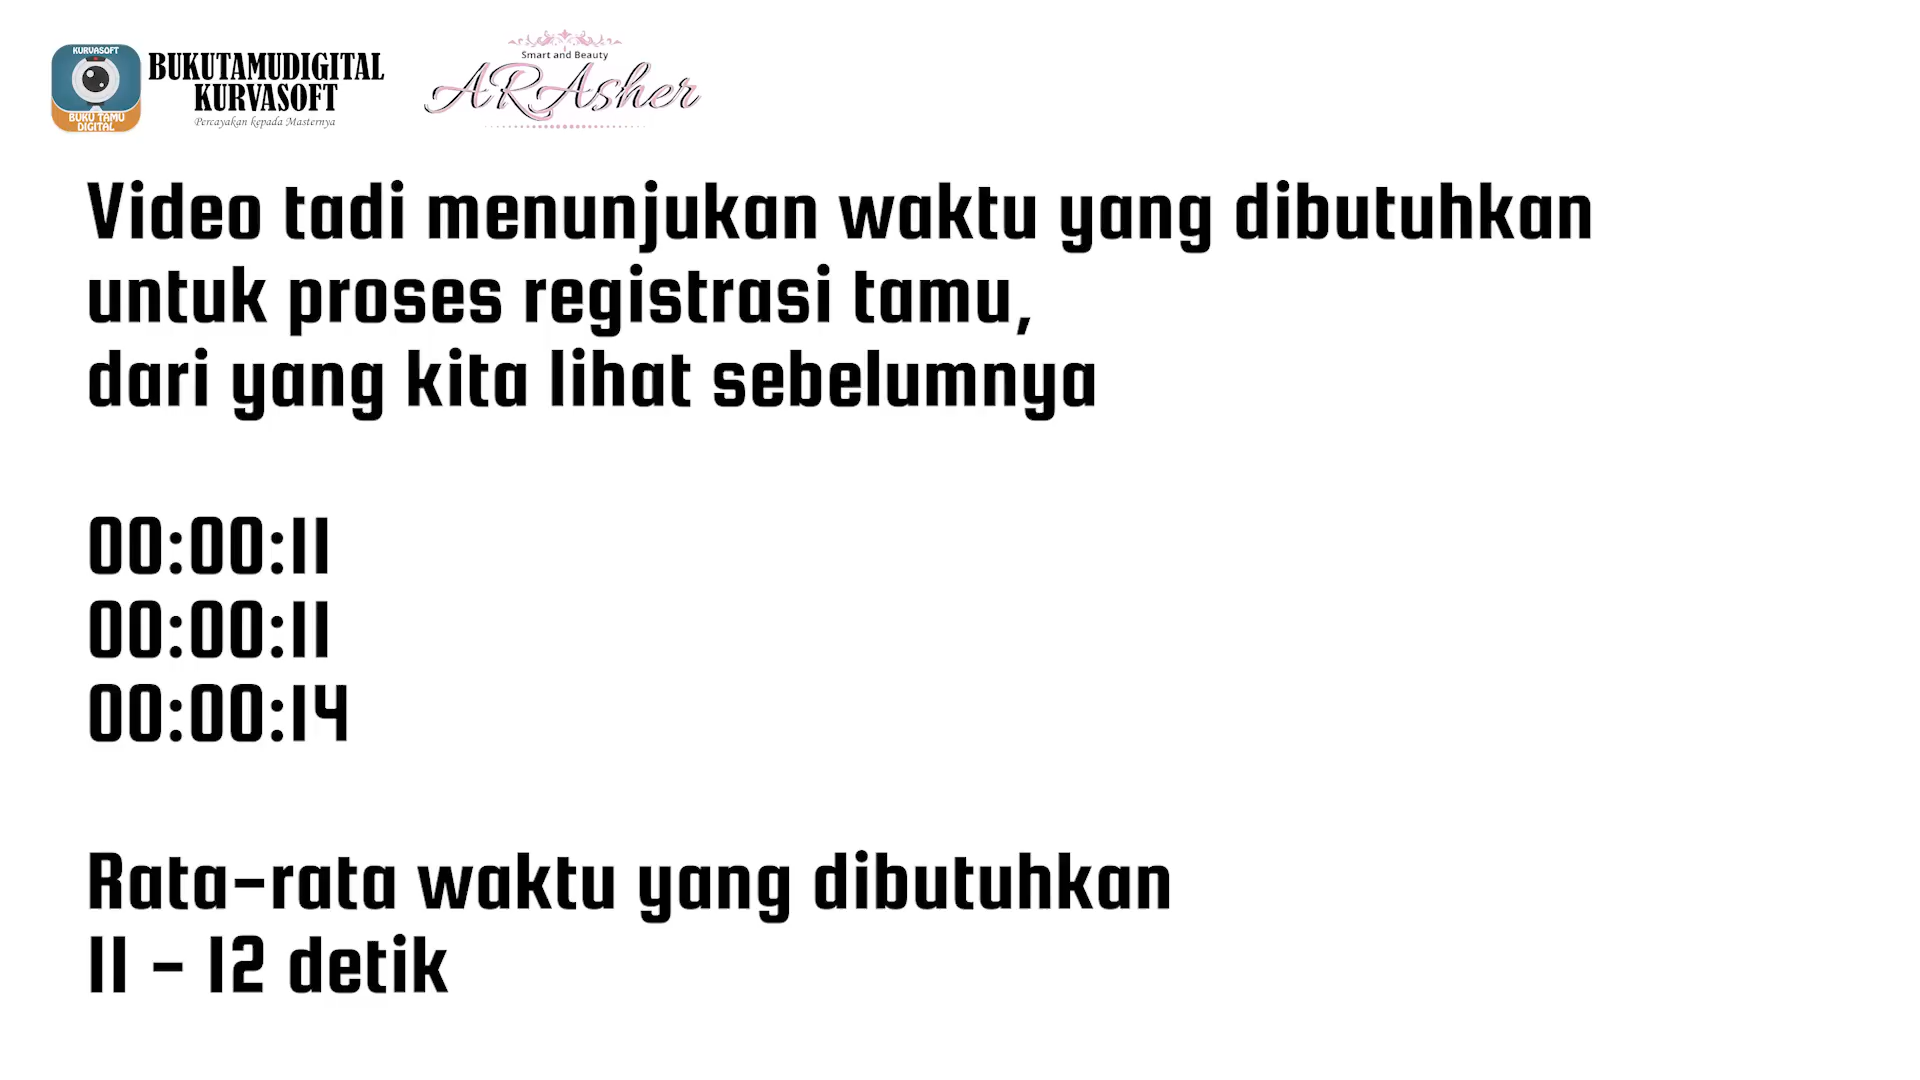 KURVASOFT
BUKU TAMU
DIGITAL
BUKUTAMUDIGITAL
KURVASOFT
Percayakan kepada Masternya
Smart and Beauty
ARAsher
Video tadi menunjukan waktu yang dibutuhkan
untuk proses registrasi tamu,
dari yang kita lihat sebelumnya
00:00:11
00:00:11
00:00:14
Rata-rata waktu yang dibutuhkan
11 - 12 detik